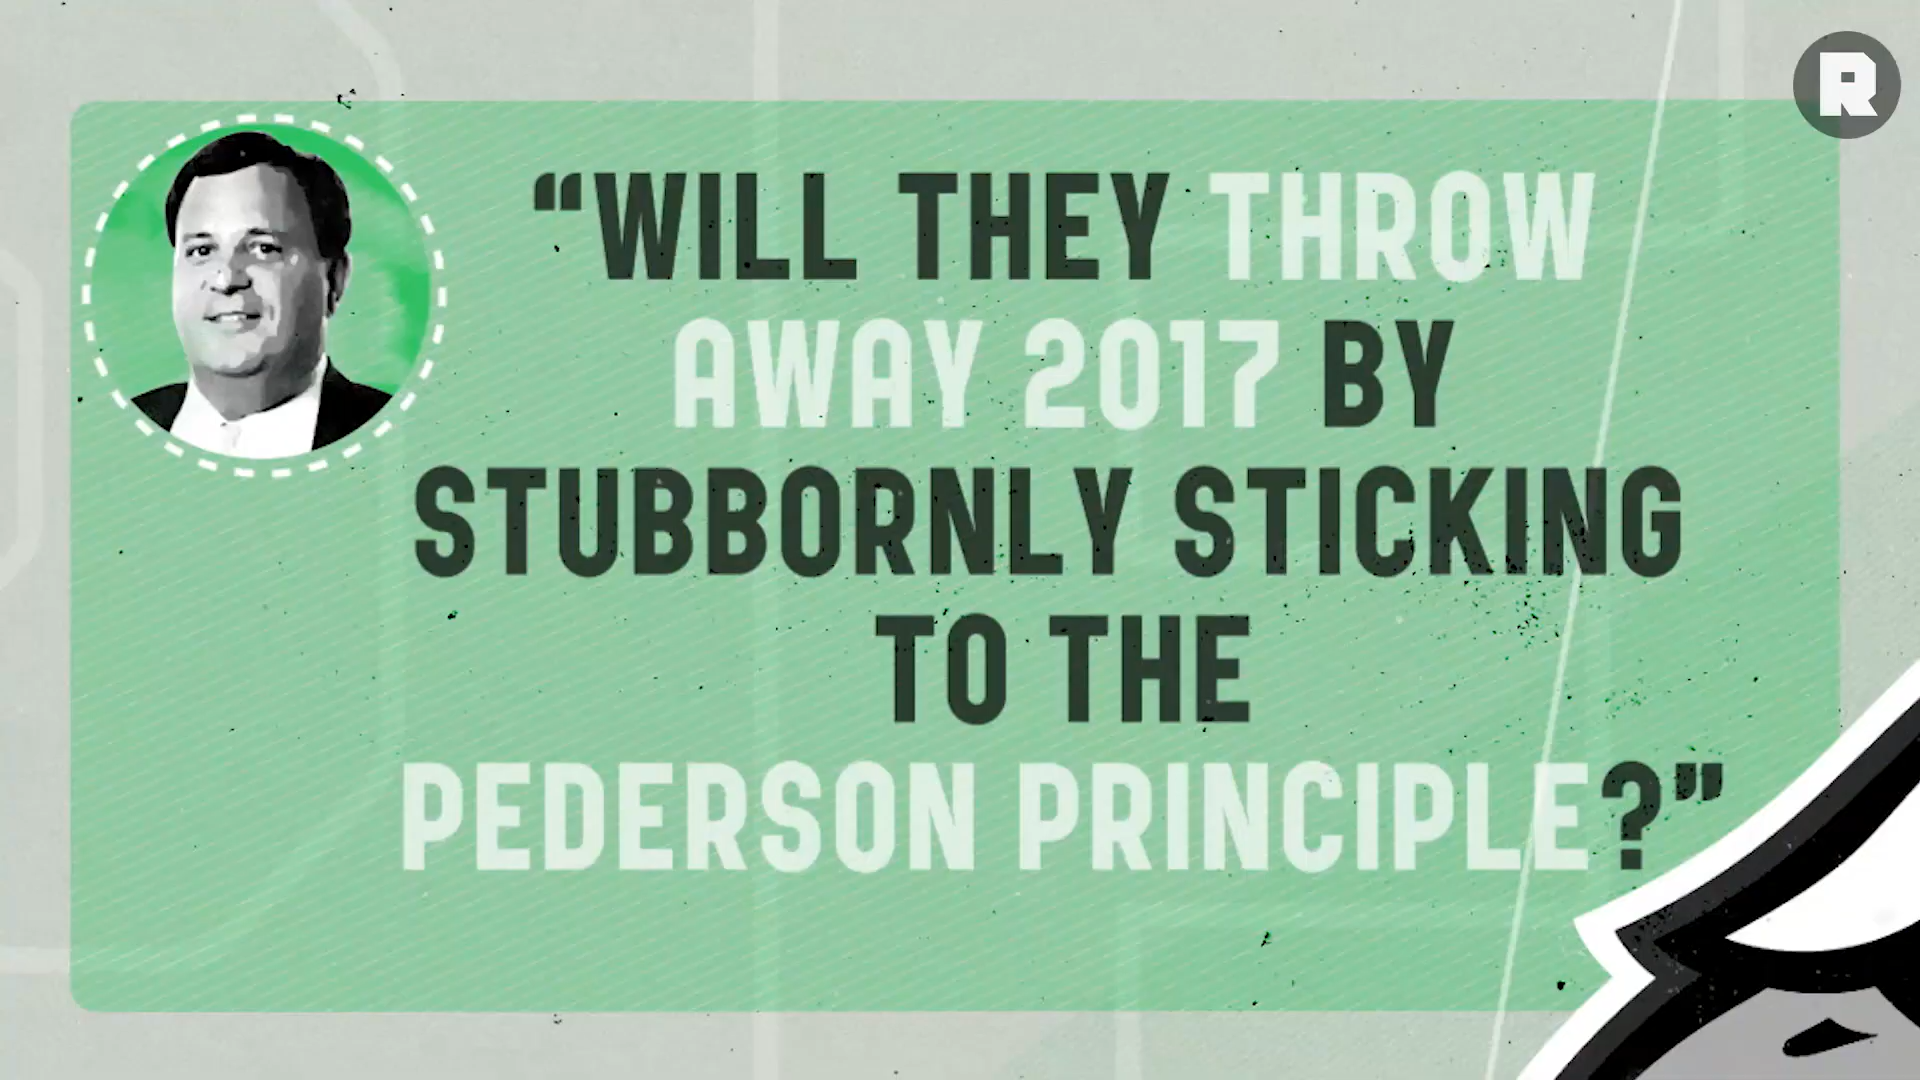 R
“WILL THEY THROW
AWAY 2017 BY
STUBBORNLY STICKING
TO THE
PEDERSON PRINCIPLE?”